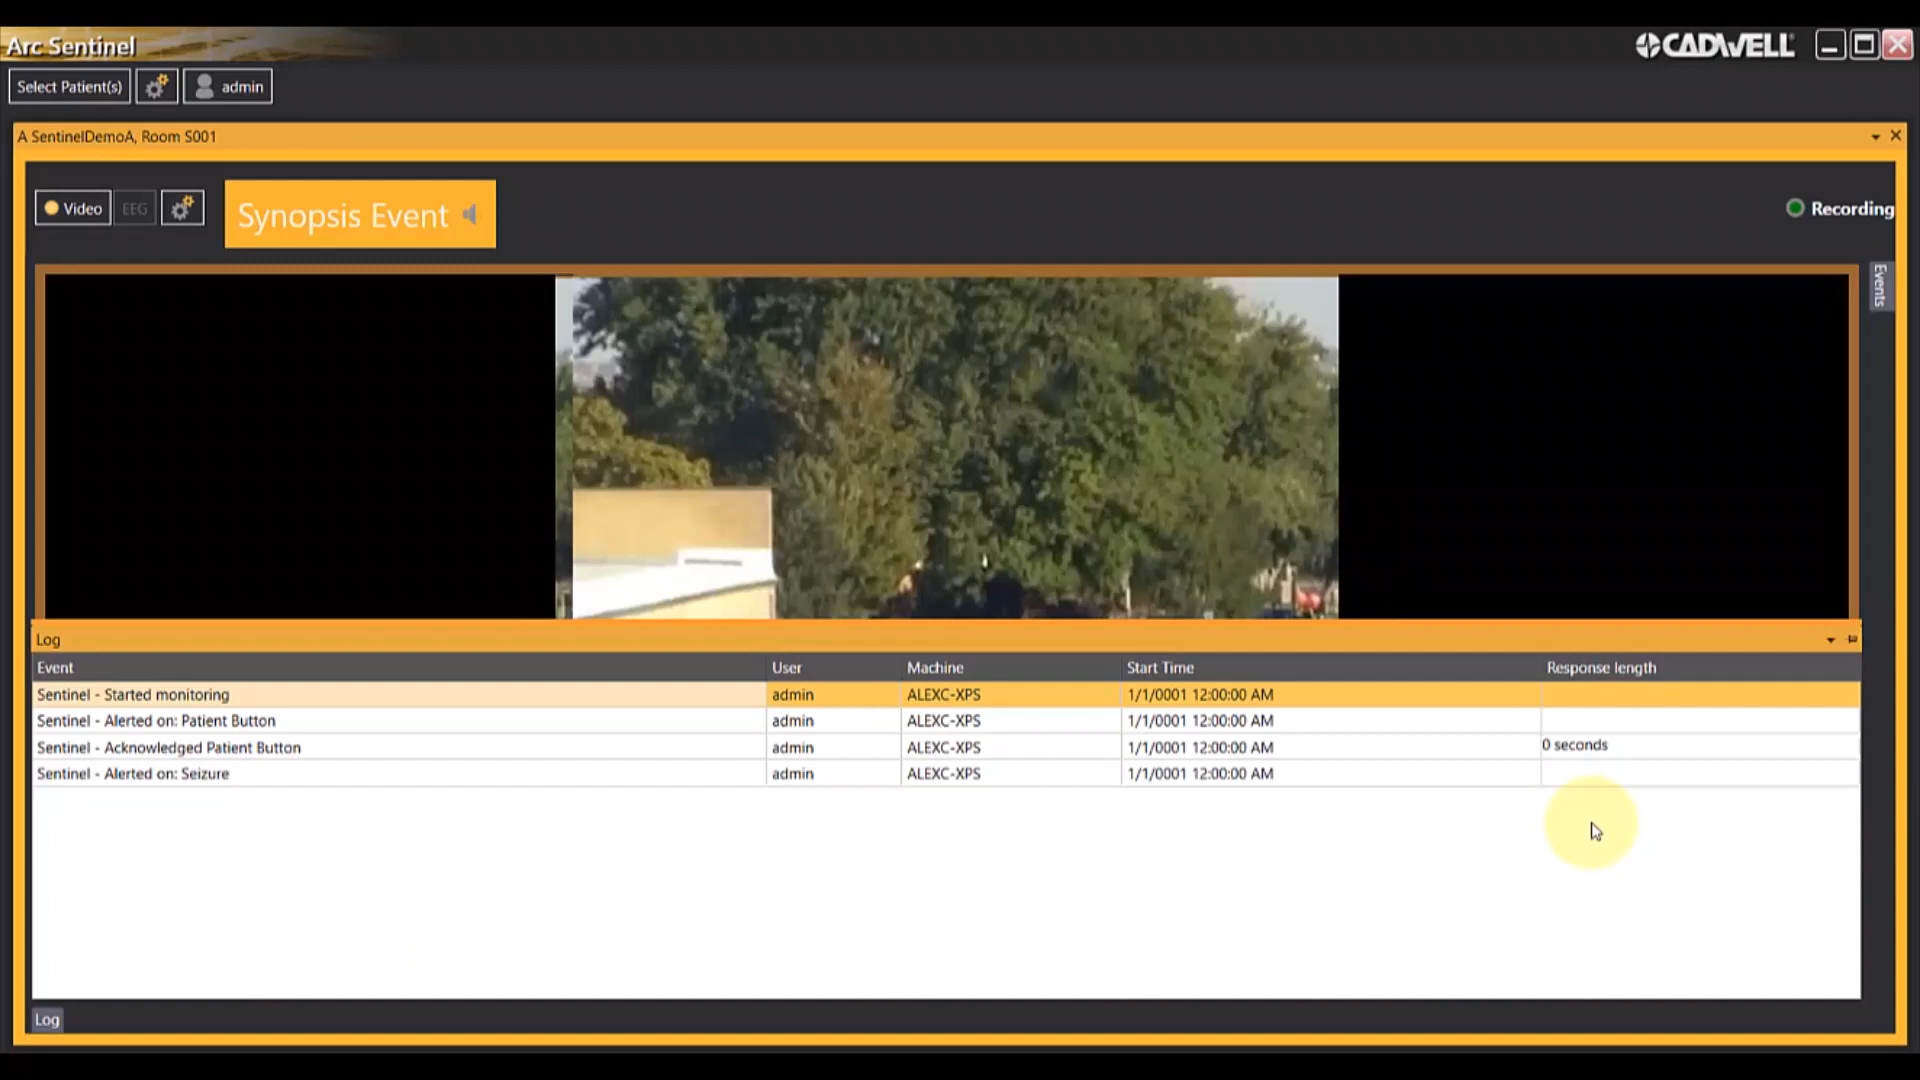 Arc Sentinel
CADWELL
Select Patient(s)
admin
A SentinelDemoA, Room S001
Video
EEG
Synopsis Event
Recording
Events
Log
Event User Machine Start Time Response length
Sentinel - Started monitoring admin ALEXC-XPS 1/1/0001 12:00:00 AM
Sentinel - Alerted on: Patient Button admin ALEXC-XPS 1/1/0001 12:00:00 AM
Sentinel - Acknowledged Patient Button admin ALEXC-XPS 1/1/0001 12:00:00 AM 0 seconds
Sentinel - Alerted on: Seizure admin ALEXC-XPS 1/1/0001 12:00:00 AM
Log